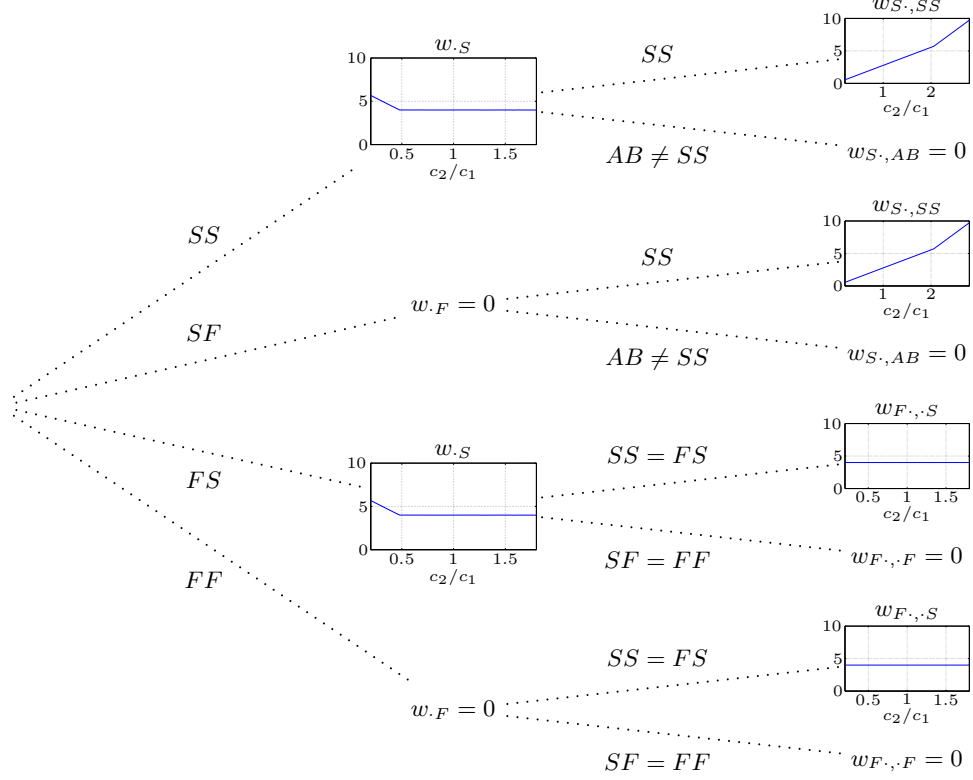 w_{S·,SS}
10
5
0
1 2
c_2/c_1
w_{·S}
10
5
0
0.5 1 1.5
c_2/c_1
SS
AB ≠ SS
w_{S·,AB} = 0
SS
w_{S·,SS}
10
5
0
1 2
c_2/c_1
SS
SF
w_{·F} = 0
AB ≠ SS
w_{S·,AB} = 0
w_{F·,·S}
10
5
0
0.5 1 1.5
c_2/c_1
w_{·S}
10
5
0
0.5 1 1.5
c_2/c_1
SS = FS
FS
SF = FF
w_{F·,·F} = 0
FF
w_{F·,·S}
10
5
0
0.5 1 1.5
c_2/c_1
SS = FS
w_{·F} = 0
SF = FF
w_{F·,·F} = 0